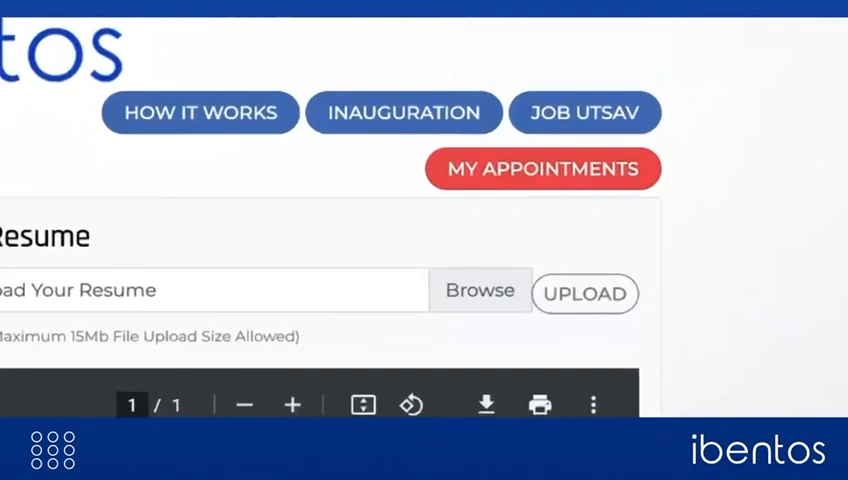 tos
HOW IT WORKS INAUGURATION JOB UTSAV
MY APPOINTMENTS
Resume
oad Your Resume Browse UPLOAD
Maximum 15Mb File Upload Size Allowed)
1 / 1
ibentos